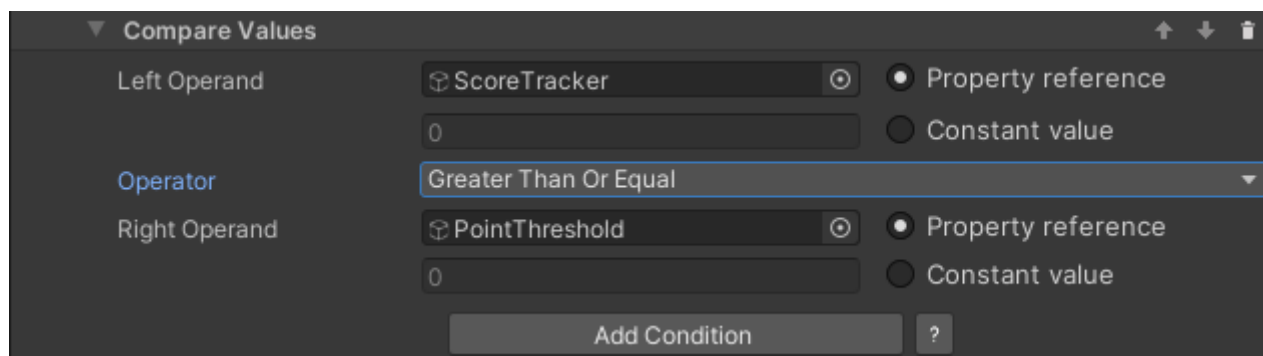 Compare Values
Left Operand ScoreTracker Property reference
0 Constant value
Operator Greater Than Or Equal
Right Operand PointThreshold Property reference
0 Constant value
Add Condition ?